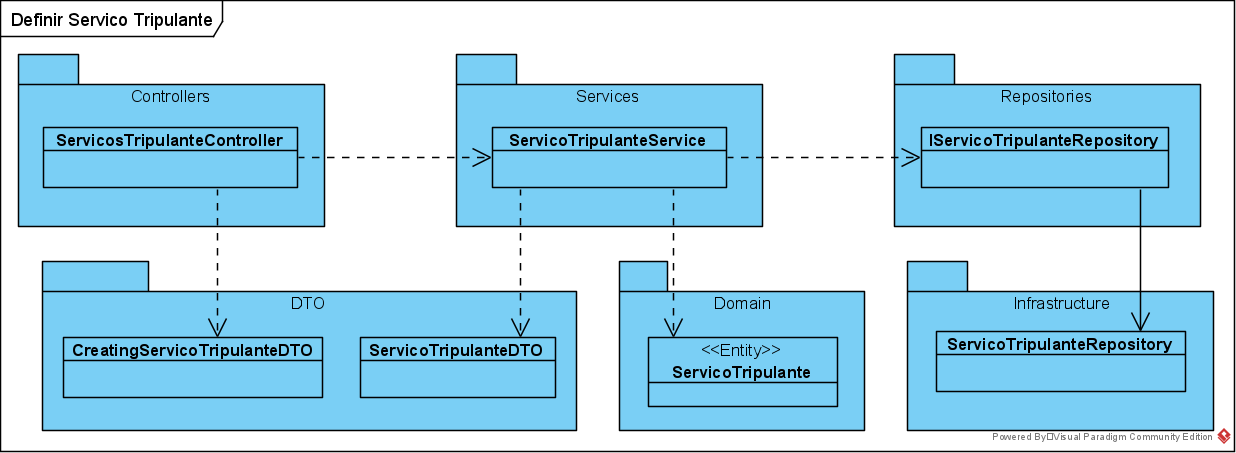 Definir Servico Tripulante
Controllers
Services
Repositories
ServicosTripulanteController
ServicoTripulanteService
IServicoTripulanteRepository
DTO
Domain
Infrastructure
CreatingServicoTripulanteDTO
ServicoTripulanteDTO
<<Entity>>
ServicoTripulante
ServicoTripulanteRepository
Powered By□Visual Paradigm Community Edition